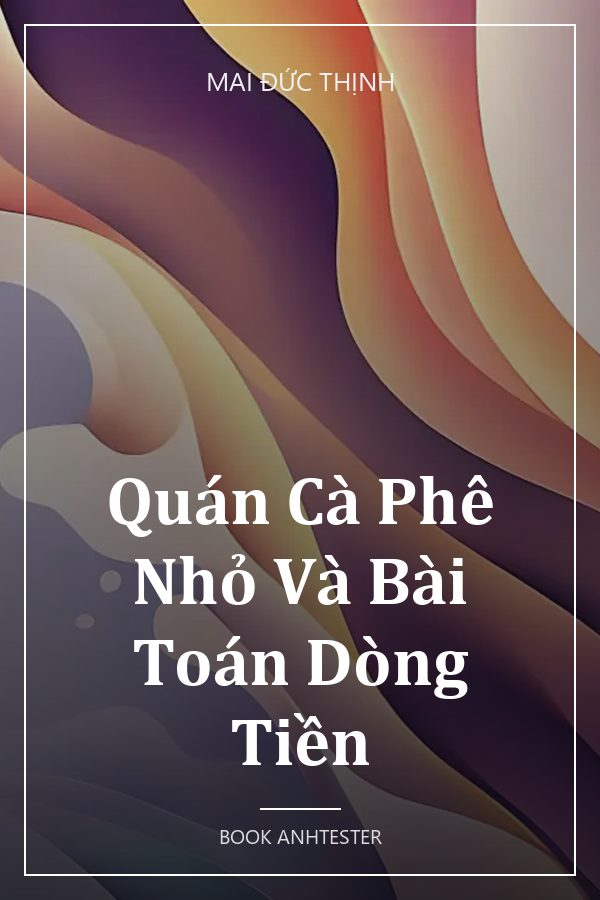 MAI ĐỨC THỊNH
Quán Cà Phê
Nhỏ Và Bài
Toán Dòng
Tiền
BOOK ANHTESTER